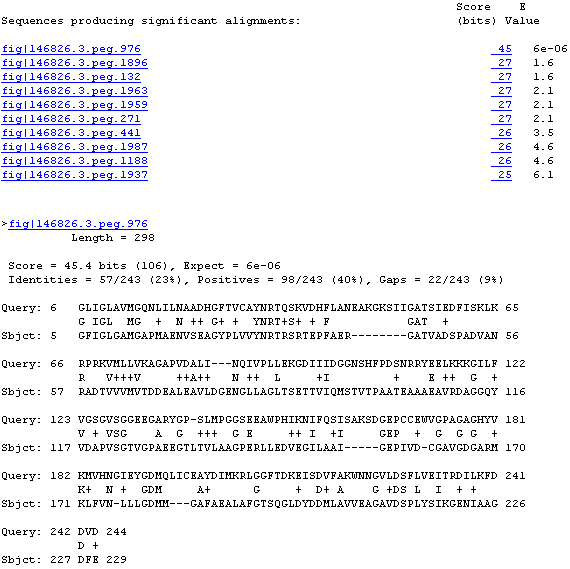 Score     E
Sequences producing significant alignments:                          (bits)  Value
fig|146826.3.peg.976                                                   45   6e-06
fig|146826.3.peg.1896                                                  27   1.6
fig|146826.3.peg.132                                                   27   1.6
fig|146826.3.peg.1963                                                  27   2.1
fig|146826.3.peg.1959                                                  27   2.1
fig|146826.3.peg.271                                                   27   2.1
fig|146826.3.peg.441                                                   26   3.5
fig|146826.3.peg.1987                                                  26   4.6
fig|146826.3.peg.1188                                                  26   4.6
fig|146826.3.peg.1937                                                  25   6.1
>fig|146826.3.peg.976
Length = 298
Score = 45.4 bits (106), Expect = 6e-06
Identities = 57/243 (23%), Positives = 98/243 (40%), Gaps = 22/243 (9%)
Query: 6   GLIGLAVMGQNLILNAADHGFTVCAYNRTQSKVDHFLANEAKGKSIIGATSIEDFISKLK 65
           G IGL  MG  +  N ++ G+ +  YNRT+S+ + F            GAT  +
Sbjct: 5   GFIGLGAMGAPMAENVSEAGYPLVVYNRTRSRTEPFAER--------GATVADSPADVAN 56
Query: 66  RPRKVMLLVKAGAPVDALI---NQIVPLLEKGDIIIDGGNSHFPDSNRRYEELKKKGILF 122
           R    V+++V    ++A+   N ++  L     +I          +   E ++  G +
Sbjct: 57  RADTVVVMVTDDEALEAVLDGENGLLAGLTSETTVIQMSTVTPAATEAAAEAVRDAGGQY 116
Query: 123 VGSGVSGGEEGARYGP-SLMPGGSEEAWPHIKNIFQSISAKSDGEPCCEWVGPAGAGHYV 181
           V + VSG    A  G  +++ G E   ++ I   +I      GEP     + G G G  +
Sbjct: 117 VDAPVSGTVGPAEEGTLTVLAAGPERLLEDVEGILAAI-----GEPIVD-CGAVGDGARM 170
Query: 182 KMVHNGIEYGDMQLICEAYDIMKRLGGFTDKEISDVFAKWNNGVLDSFLVEITRDILKFD 241
           K+  N +  GDM     A+       G      + D+ A    G +DS L  I  + +
Sbjct: 171 KLFVN-LLLGDMM---GAFAEALAFGTSQGLDYDDMLAVVEAGAVDSPLYSIKGENIAAG 226
Query: 242 DVD 244
           D +
Sbjct: 227 DFE 229